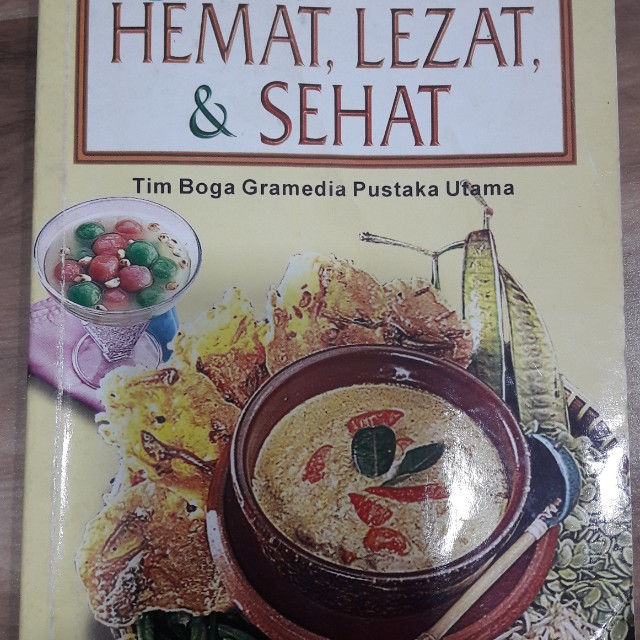 HEMAT, LEZAT,
& SEHAT
Tim Boga Gramedia Pustaka Utama